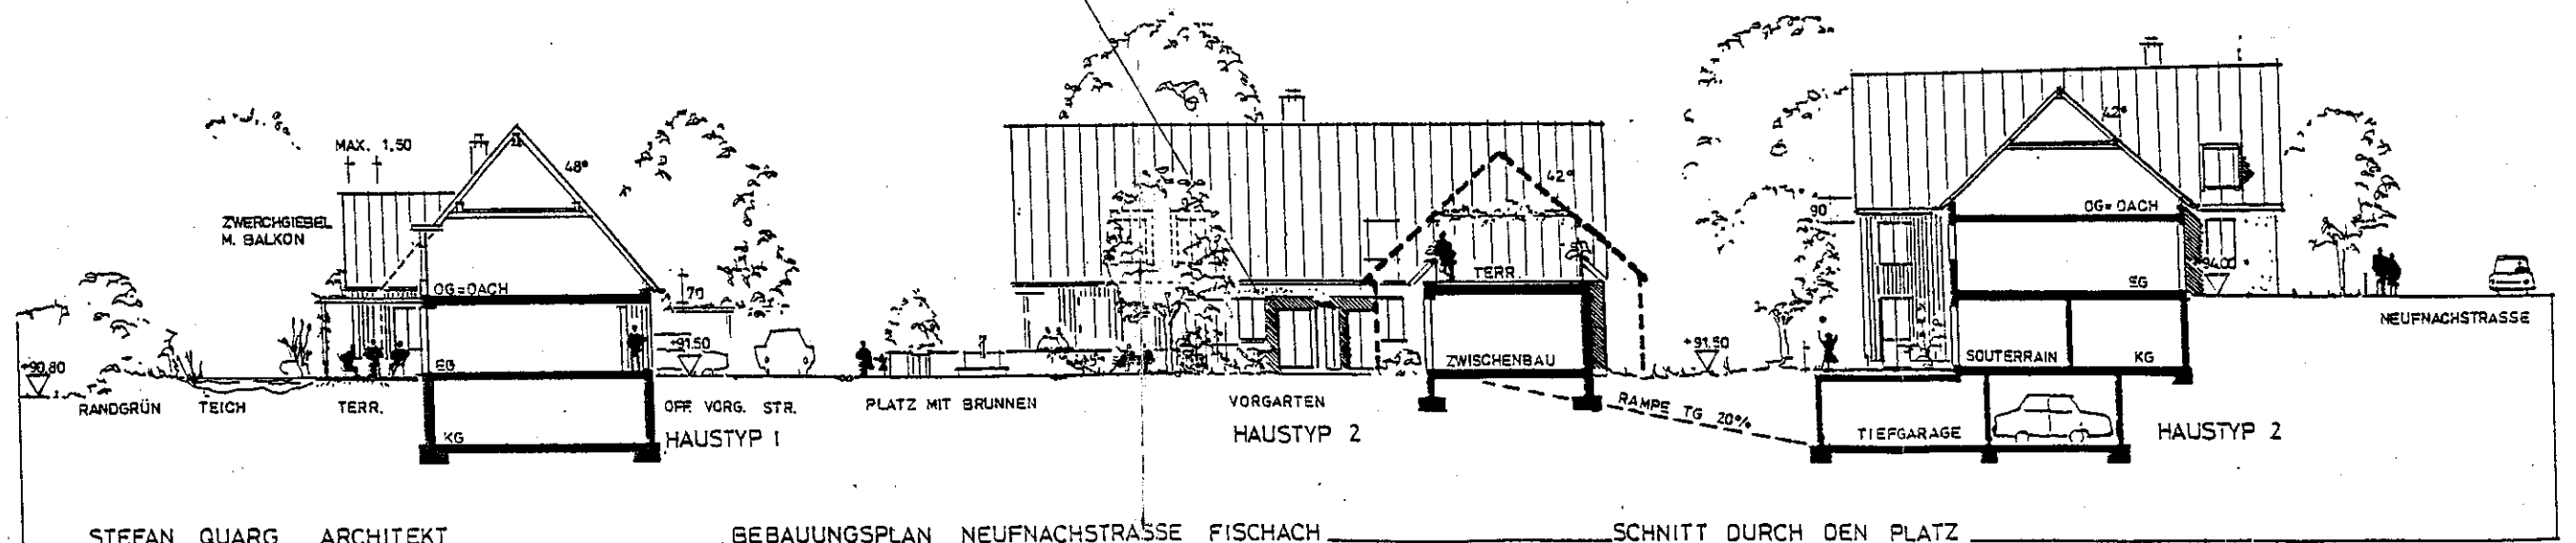 MAX. 1.50
48°
ZWERCHGIEBEL
M. BALKON
OG=DACH
70
+91.50
EG
+90.80
RANDGRÜN
TEICH
TERR.
KG
OFF. VORG. STR.
HAUSTYP 1
PLATZ MIT BRUNNEN
VORGARTEN
HAUSTYP 2
42°
TERR.
ZWISCHENBAU
RAMPE TG 20%
+91.50
42°
90
OG=DACH
EG
SOUTERRAIN
KG
TIEFGARAGE
HAUSTYP 2
NEUFNACHSTRASSE
STEFAN QUARG ARCHITEKT
BEBAUUNGSPLAN NEUFNACHSTRASSE FISCHACH
SCHNITT DURCH DEN PLATZ